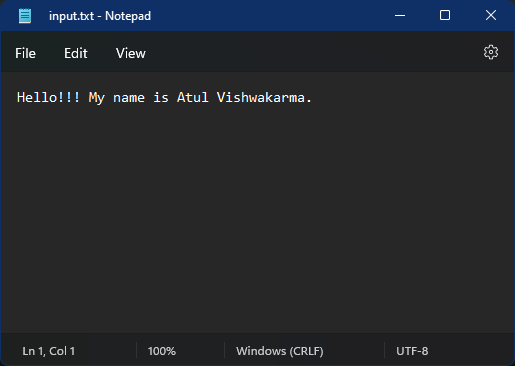 input.txt - Notepad
File Edit View
Hello!!! My name is Atul Vishwakarma.
Ln 1, Col 1 100% Windows (CRLF) UTF-8